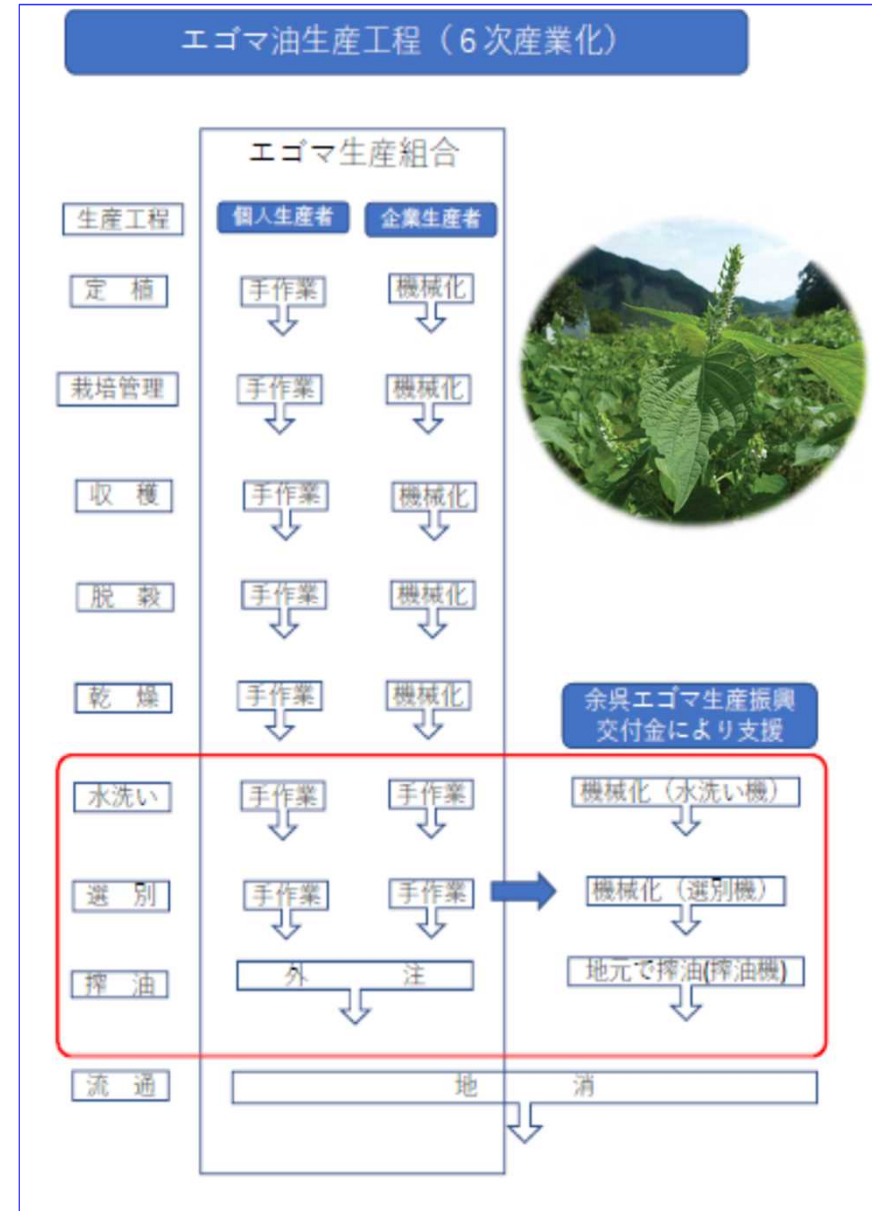 エゴマ油生産工程（６次産業化）
エゴマ生産組合
生産工程 個人生産者 企業生産者
定 植 手作業 機械化
栽培管理 手作業 機械化
収 穫 手作業 機械化
脱 穀 手作業 機械化
乾 燥 手作業 機械化
余呉エゴマ生産振興
交付金により支援
水洗い 手作業 手作業 機械化（水洗い機）
選 別 手作業 手作業 機械化（選別機）
搾 油 外 注 地元で搾油(搾油機)
流 通 地 消